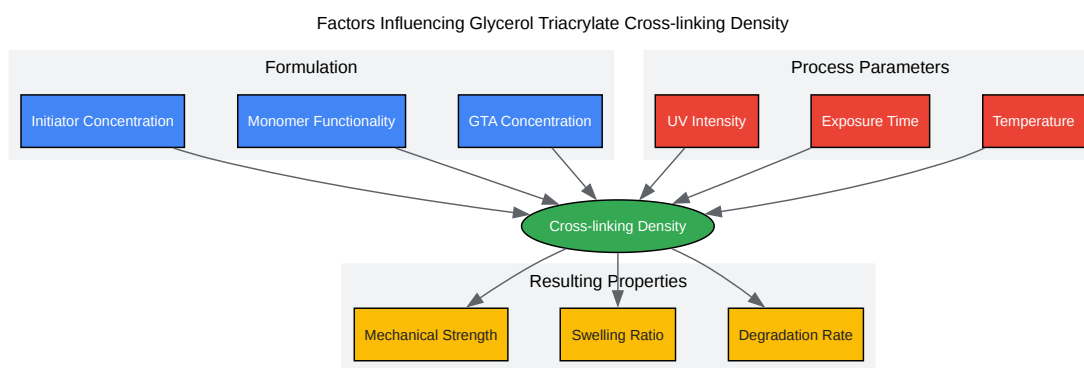 Factors Influencing Glycerol Triacrylate Cross-linking Density
Formulation
Process Parameters
Initiator Concentration
Monomer Functionality
GTA Concentration
UV Intensity
Exposure Time
Temperature
Cross-linking Density
Resulting Properties
Mechanical Strength
Swelling Ratio
Degradation Rate